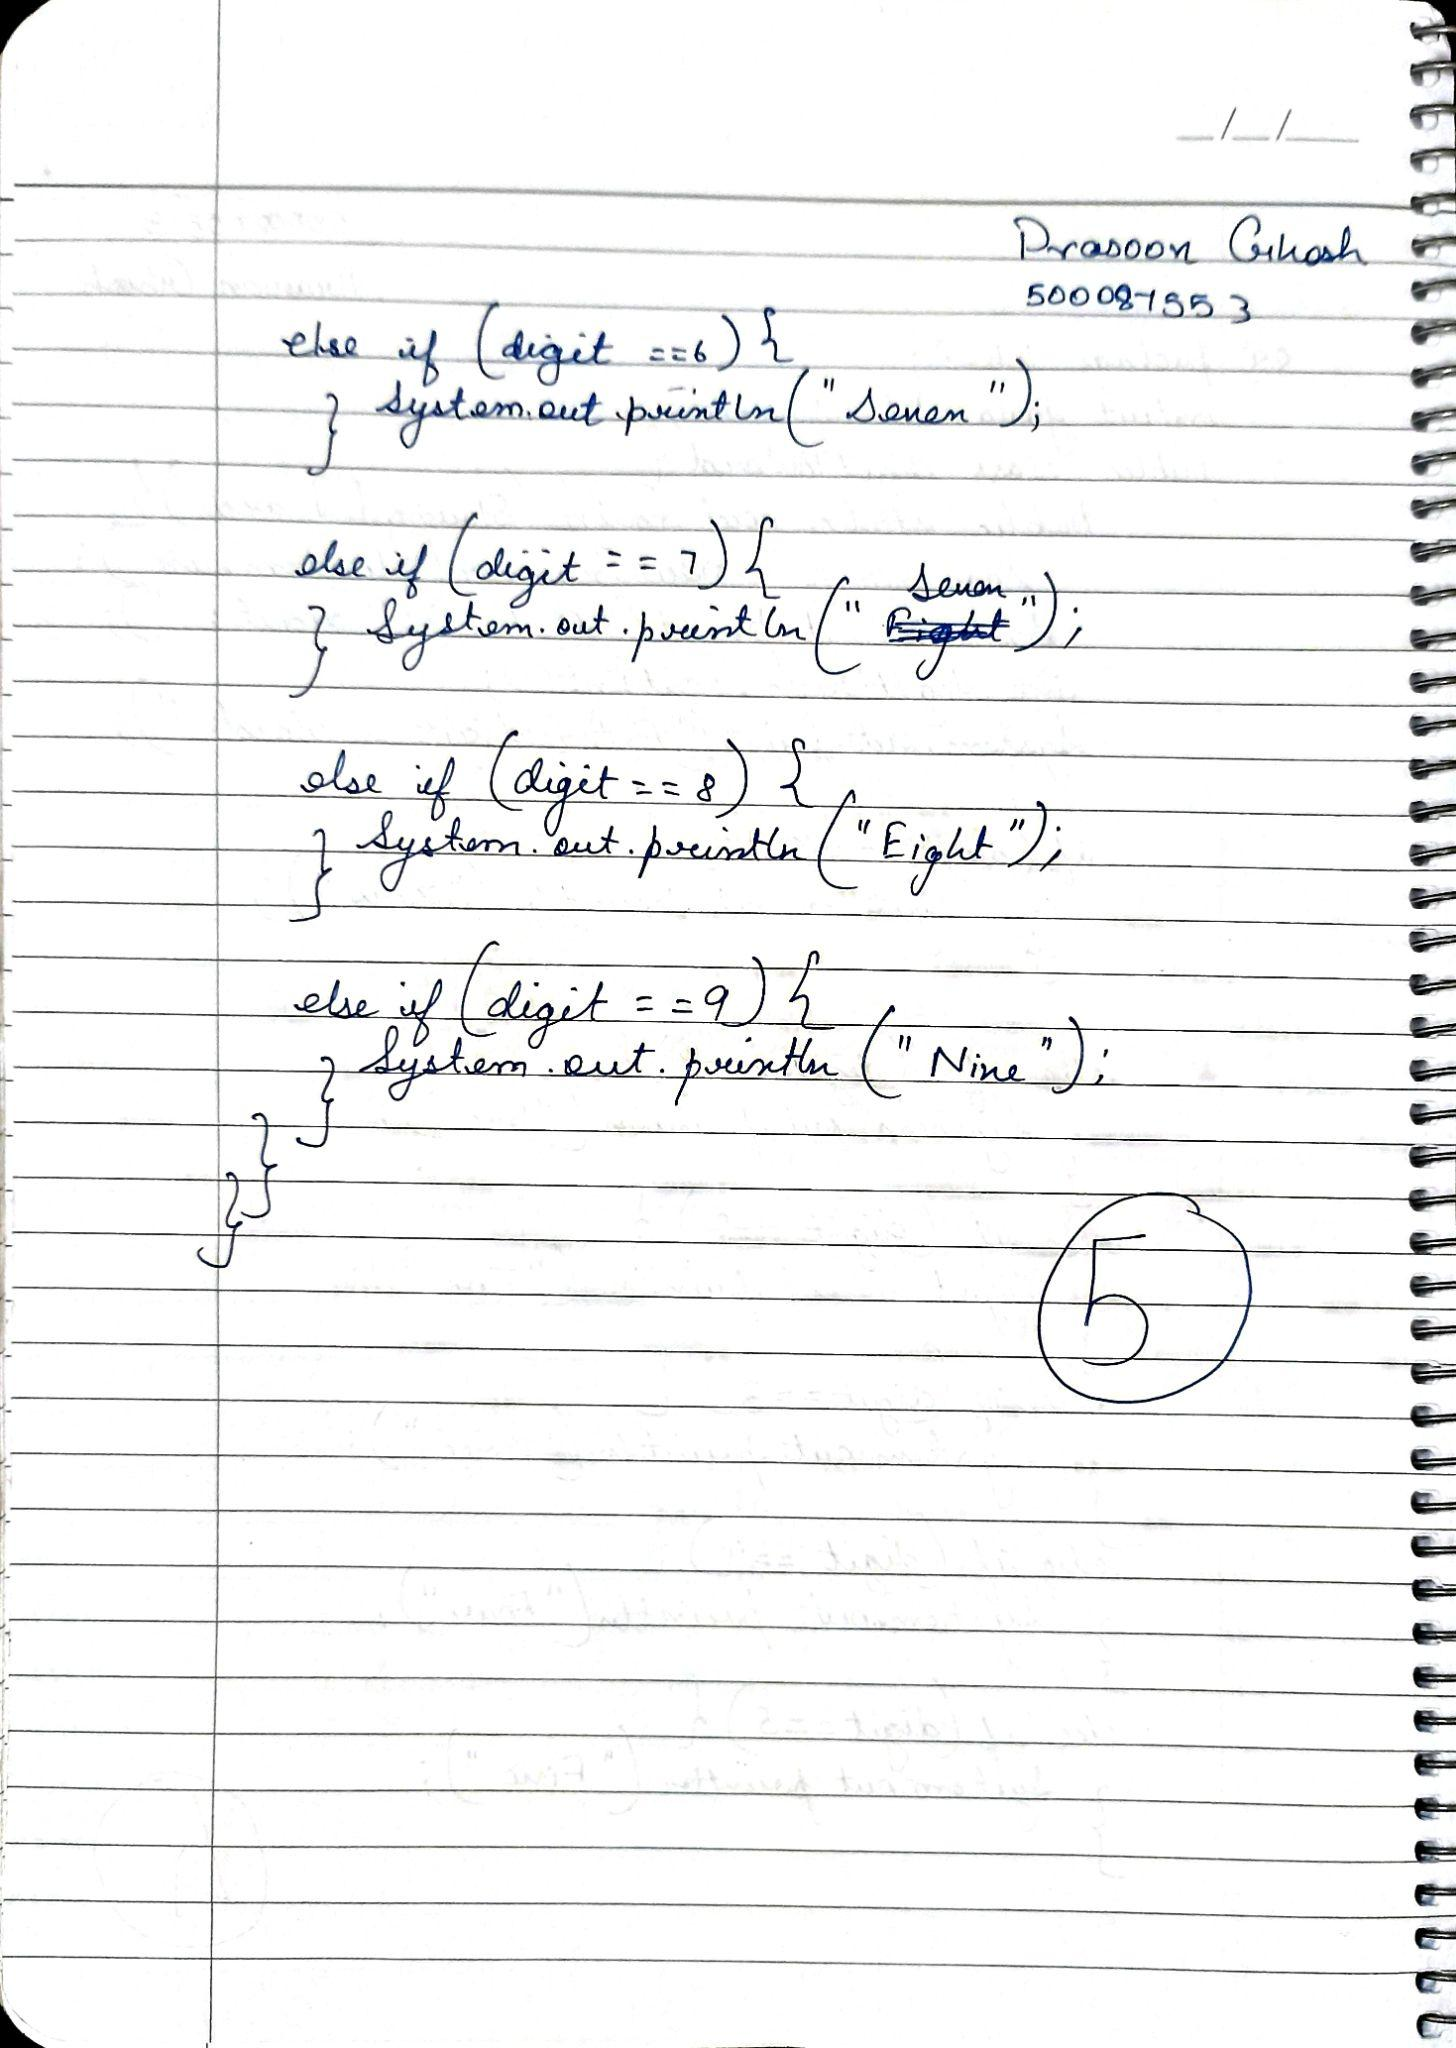 Prasoon Ghosh
500087553
else if (digit ==6) {
} System.out.println(" Seven ");
else if (digit == 7) {
Seven
} System.out.println(" ");
else if (digit == 8) {
} System.out.println("Eight");
else if (digit == 9) {
} System.out.println("Nine");
}
}
5